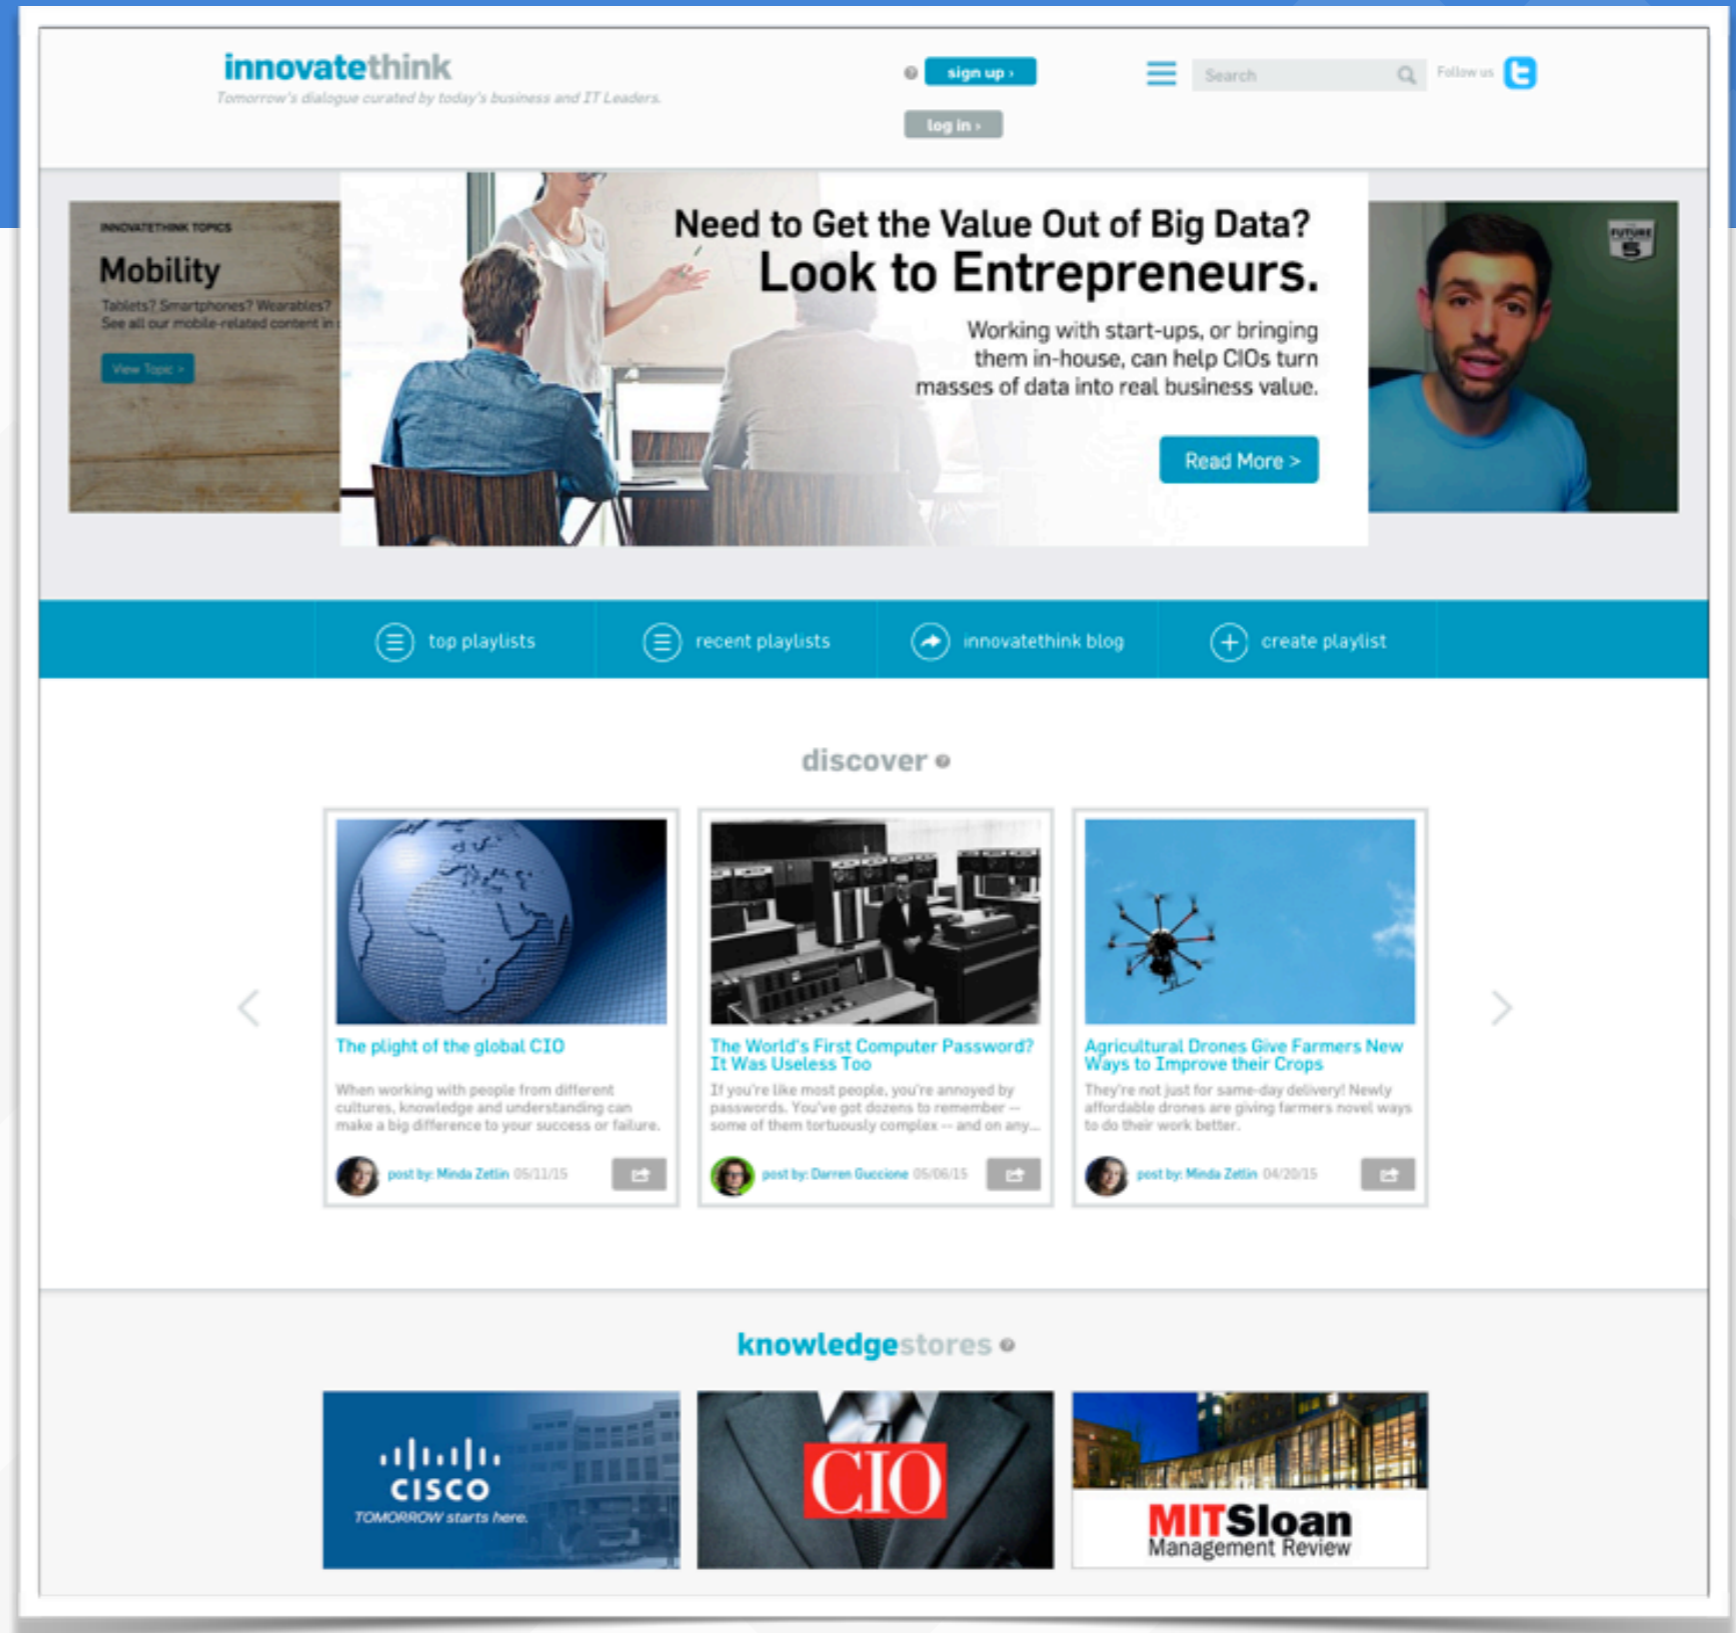 innovatethink
Tomorrow's dialogue curated by today's business and IT Leaders.
sign up ›
log in ›
Search
Follow us
INNOVATETHINK TOPICS
Mobility
Tablets? Smartphones? Wearables?
See all our mobile-related content in
View Topic >
Need to Get the Value Out of Big Data?
Look to Entrepreneurs.
Working with start-ups, or bringing
them in-house, can help CIOs turn
masses of data into real business value.
Read More >
FUTURE
5
top playlists
recent playlists
innovatethink blog
create playlist
discover
The plight of the global CIO
When working with people from different
cultures, knowledge and understanding can
make a big difference to your success or failure.
post by: Minda Zetlin 05/11/15
The World's First Computer Password?
It Was Useless Too
If you're like most people, you're annoyed by
passwords. You've got dozens to remember --
some of them tortuously complex -- and on any...
post by: Darren Guccione 05/06/15
Agricultural Drones Give Farmers New
Ways to Improve their Crops
They're not just for same-day delivery! Newly
affordable drones are giving farmers novel ways
to do their work better.
post by: Minda Zetlin 04/20/15
knowledgestores
CISCO
TOMORROW starts here.
CIO
MITSloan
Management Review